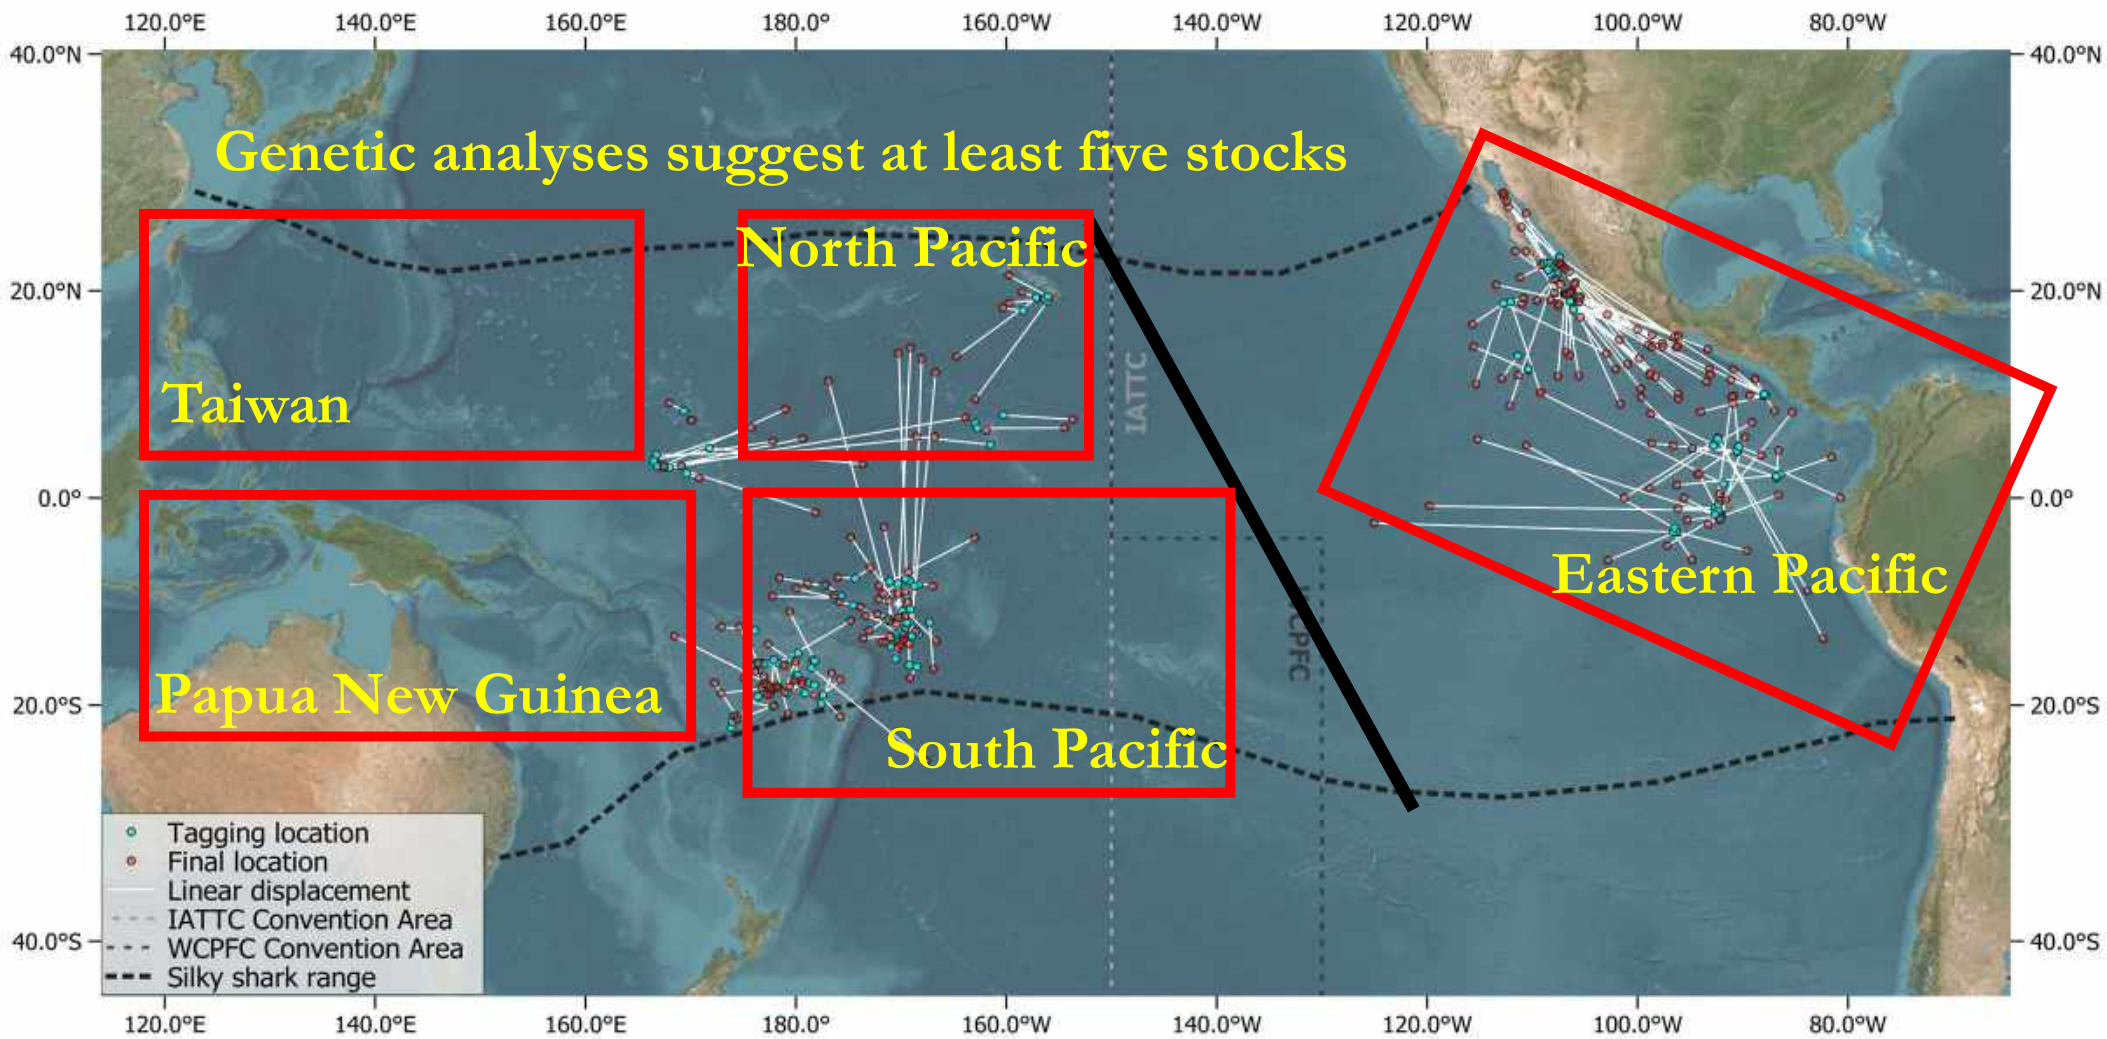 120.0°E 140.0°E 160.0°E 180.0° 160.0°W 140.0°W 120.0°W 100.0°W 80.0°W
40.0°N 40.0°N
Genetic analyses suggest at least five stocks
North Pacific
20.0°N 20.0°N
IATTC
Taiwan
0.0° 0.0°
Eastern Pacific
WCPFC
Papua New Guinea
20.0°S 20.0°S
South Pacific
Tagging location
Final location
Linear displacement
IATTC Convention Area
40.0°S 40.0°S
WCPFC Convention Area
Silky shark range
120.0°E 140.0°E 160.0°E 180.0° 160.0°W 140.0°W 120.0°W 100.0°W 80.0°W